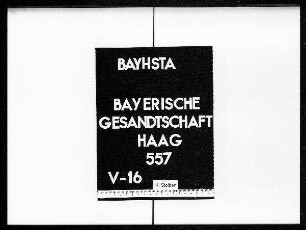 BAYHSTA
BAYERISCHE
GESANDTSCHAFT
HAAG
557
V-16